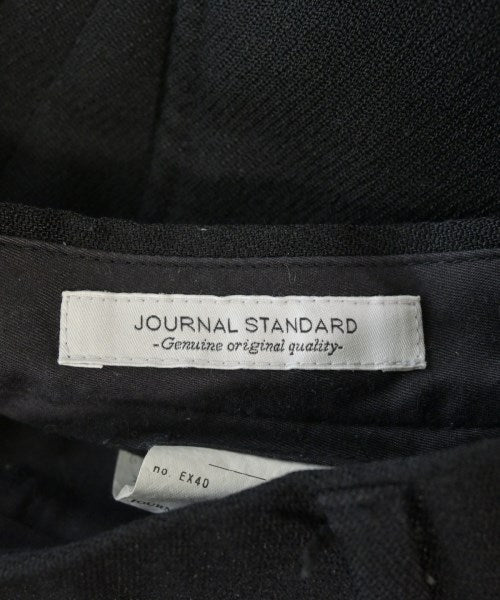 JOURNAL STANDARD
-Genuine original quality-
no. EX40